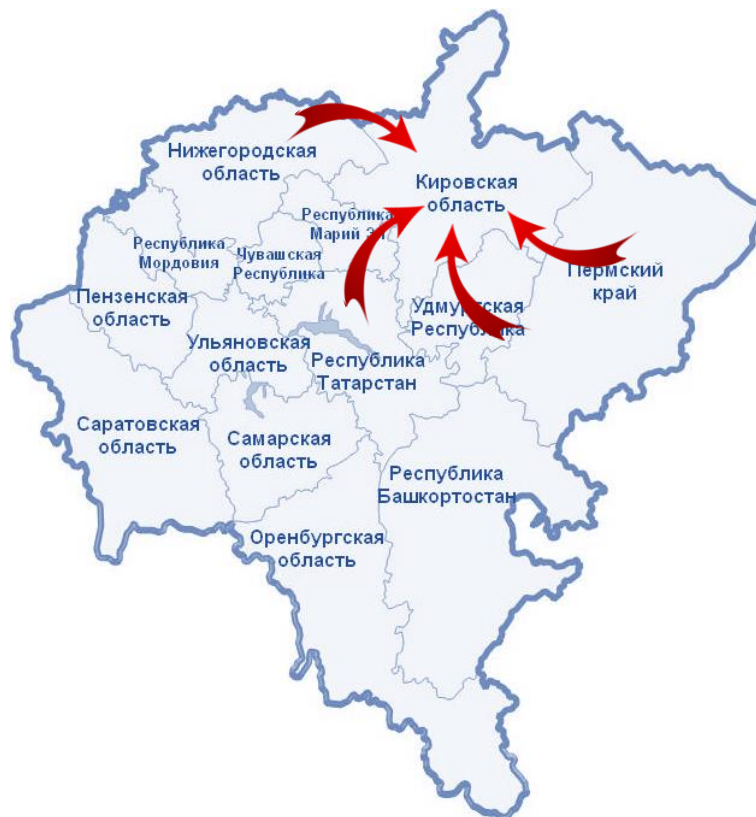 Нижегородская
область
Кировская
область
Республика
Марий Эл
Республика
Мордовия
Чувашская
Республика
Пермский
край
Пензенская
область
Удмуртская
Республика
Ульяновская
область
Республика
Татарстан
Саратовская
область
Самарская
область
Республика
Башкортостан
Оренбургская
область